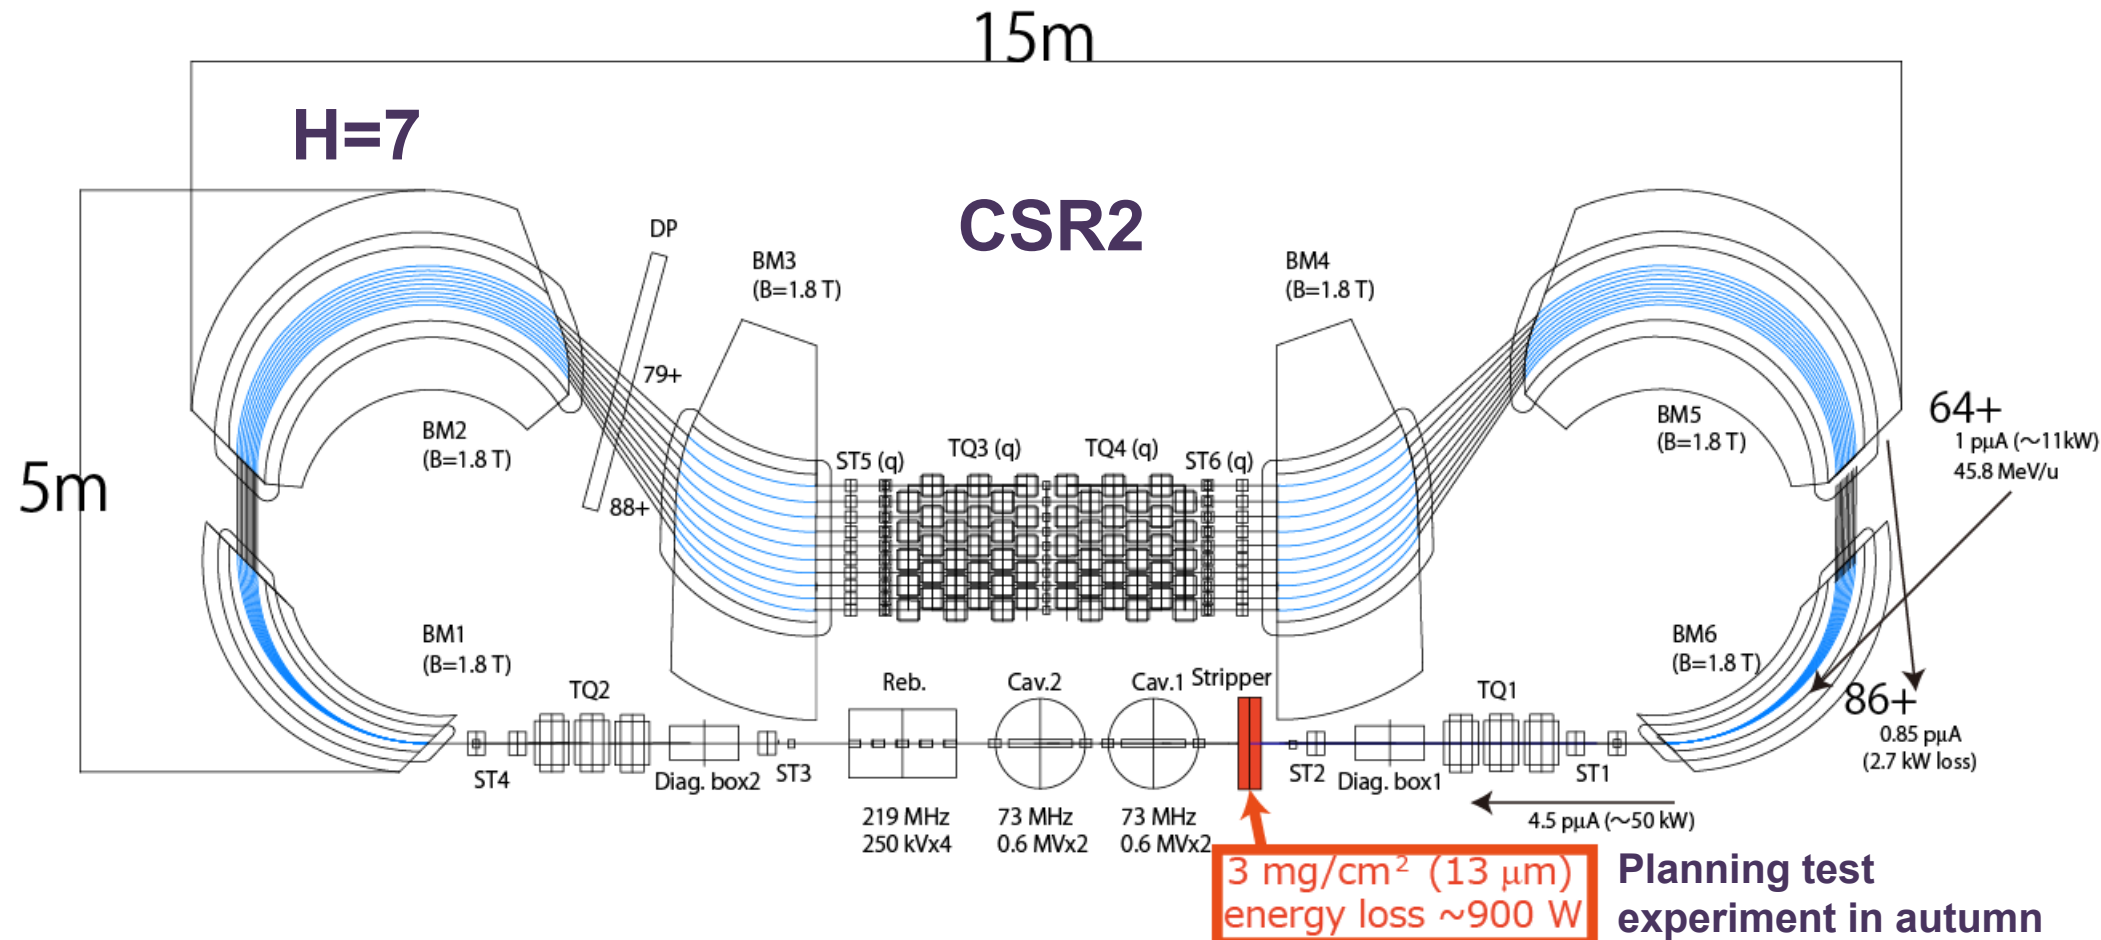 15m
H=7
CSR2
DP
BM3
(B=1.8 T)
BM4
(B=1.8 T)
79+
88+
BM2
(B=1.8 T)
BM5
(B=1.8 T)
64+
1 pμA (~11kW)
45.8 MeV/u
5m
ST5 (q)
TQ3 (q)
TQ4 (q)
ST6 (q)
BM1
(B=1.8 T)
BM6
(B=1.8 T)
TQ2
Reb.
Cav.2
Cav.1
Stripper
TQ1
86+
0.85 pμA
(2.7 kW loss)
ST4
Diag. box2
ST3
ST2
Diag. box1
ST1
219 MHz
250 kVx4
73 MHz
0.6 MVx2
73 MHz
0.6 MVx2
4.5 pμA (~50 kW)
3 mg/cm² (13 μm)
energy loss ~900 W
Planning test
experiment in autumn